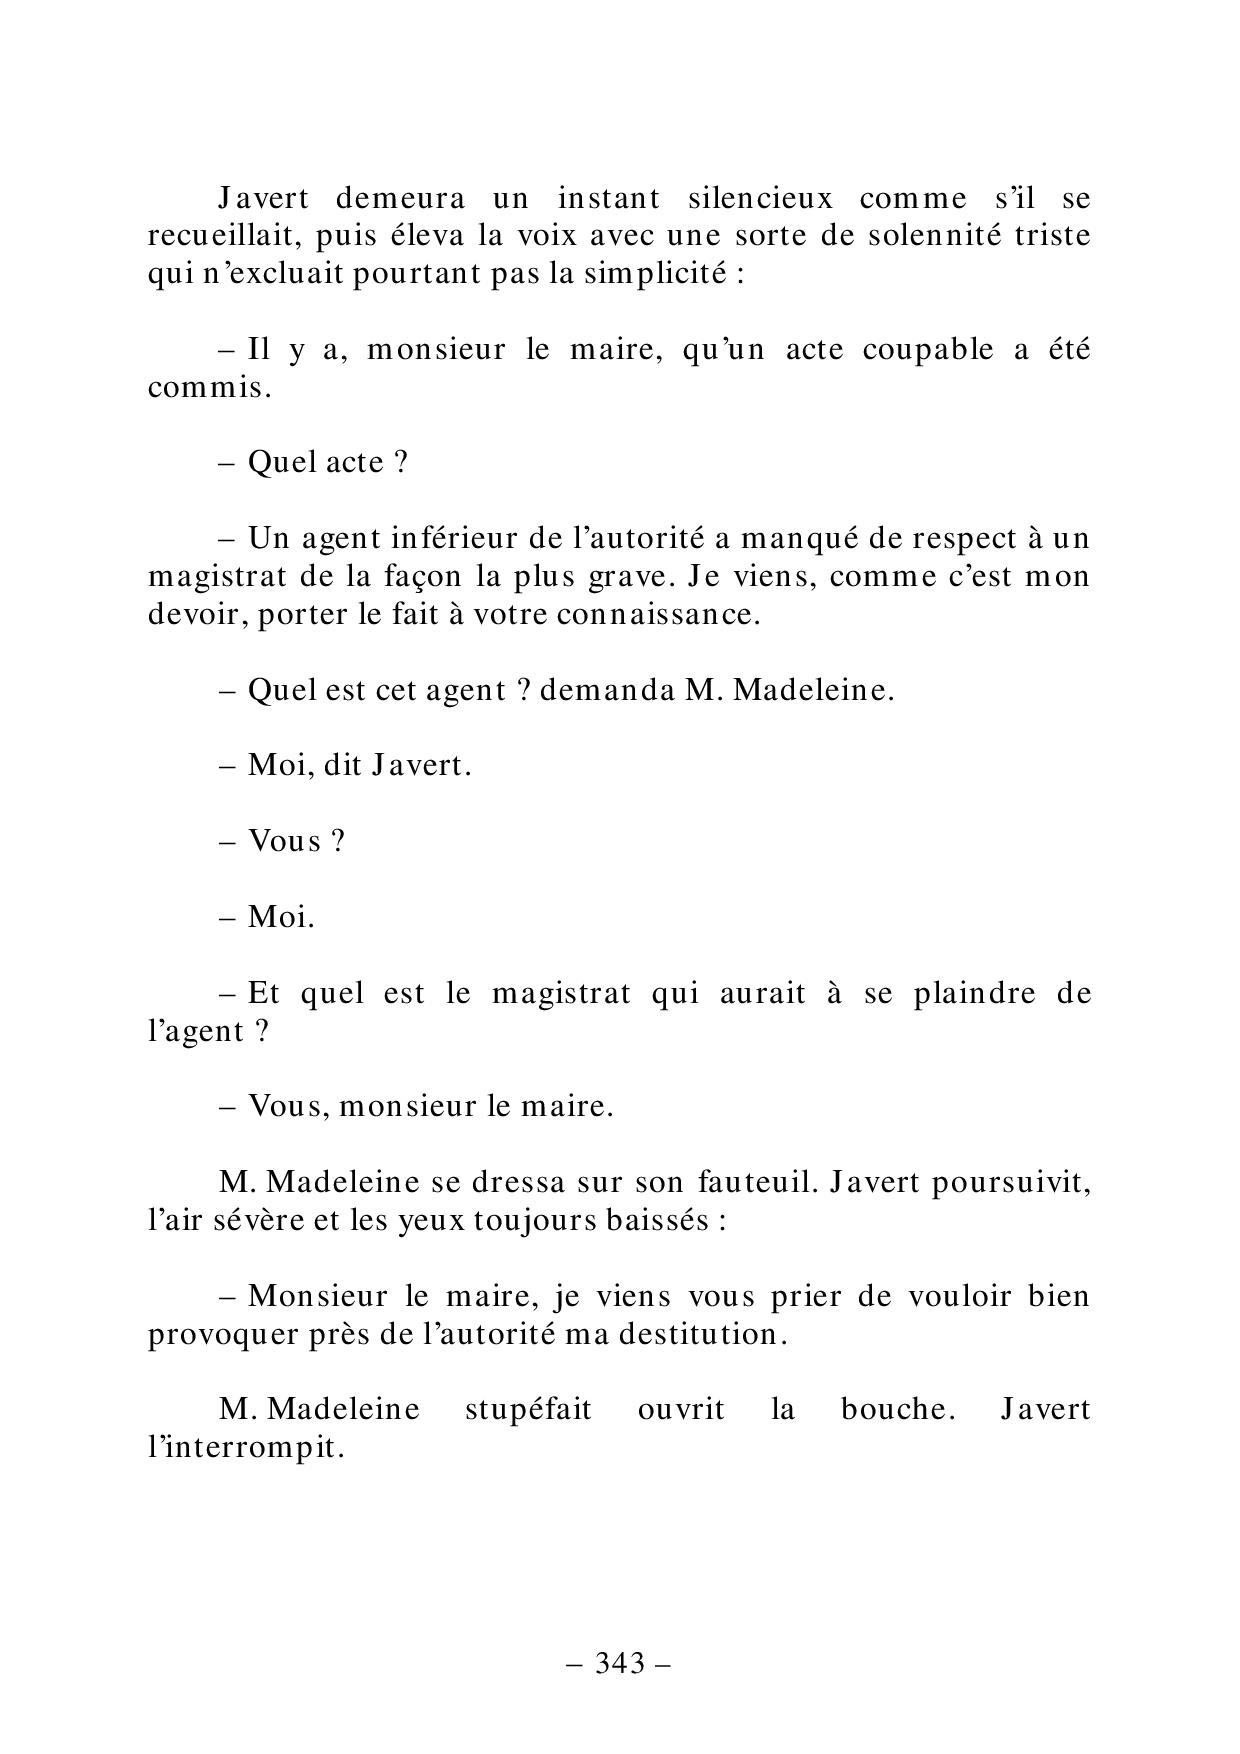 Javert demeura un instant silencieux comme s’il se
recueillait, puis éleva la voix avec une sorte de solennité triste
qui n’excluait pourtant pas la simplicité :
– Il y a, monsieur le maire, qu’un acte coupable a été
commis.
– Quel acte ?
– Un agent inférieur de l’autorité a manqué de respect à un
magistrat de la façon la plus grave. Je viens, comme c’est mon
devoir, porter le fait à votre connaissance.
– Quel est cet agent ? demanda M. Madeleine.
– Moi, dit Javert.
– Vous ?
– Moi.
– Et quel est le magistrat qui aurait à se plaindre de
l’agent ?
– Vous, monsieur le maire.
M. Madeleine se dressa sur son fauteuil. Javert poursuivit,
l’air sévère et les yeux toujours baissés :
– Monsieur le maire, je viens vous prier de vouloir bien
provoquer près de l’autorité ma destitution.
M. Madeleine stupéfait ouvrit la bouche. Javert
l’interrompit.
– 343 –